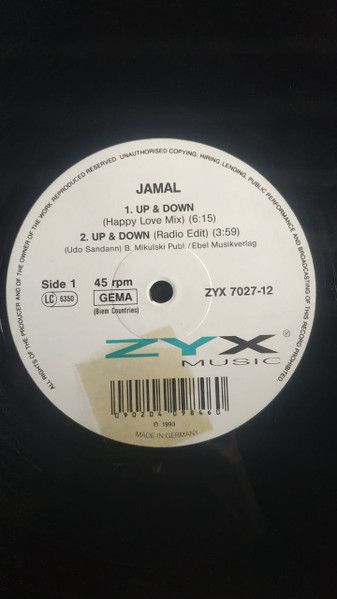 ALL RIGHTS OF THE PRODUCER AND OF THE OWNER OF THE WORK REPRODUCED RESERVED UNAUTHORISED COPYING, HIRING, LENDING, PUBLIC PERFORMANCE AND BROADCASTING OF THIS RECORD PROHIBITED
JAMAL
1. UP & DOWN
(Happy Love Mix) (6:15)
2. UP & DOWN (Radio Edit) (3:59)
(Udo Sandann) B. Mikulski Publ. / Ebel Musikverlag
Side 1 45 rpm
LC 6350 GEMA ZYX 7027-12
(Biem Countries)
ZYX ®
MUSIC
090204 098460
℗ 1993
MADE IN GERMANY